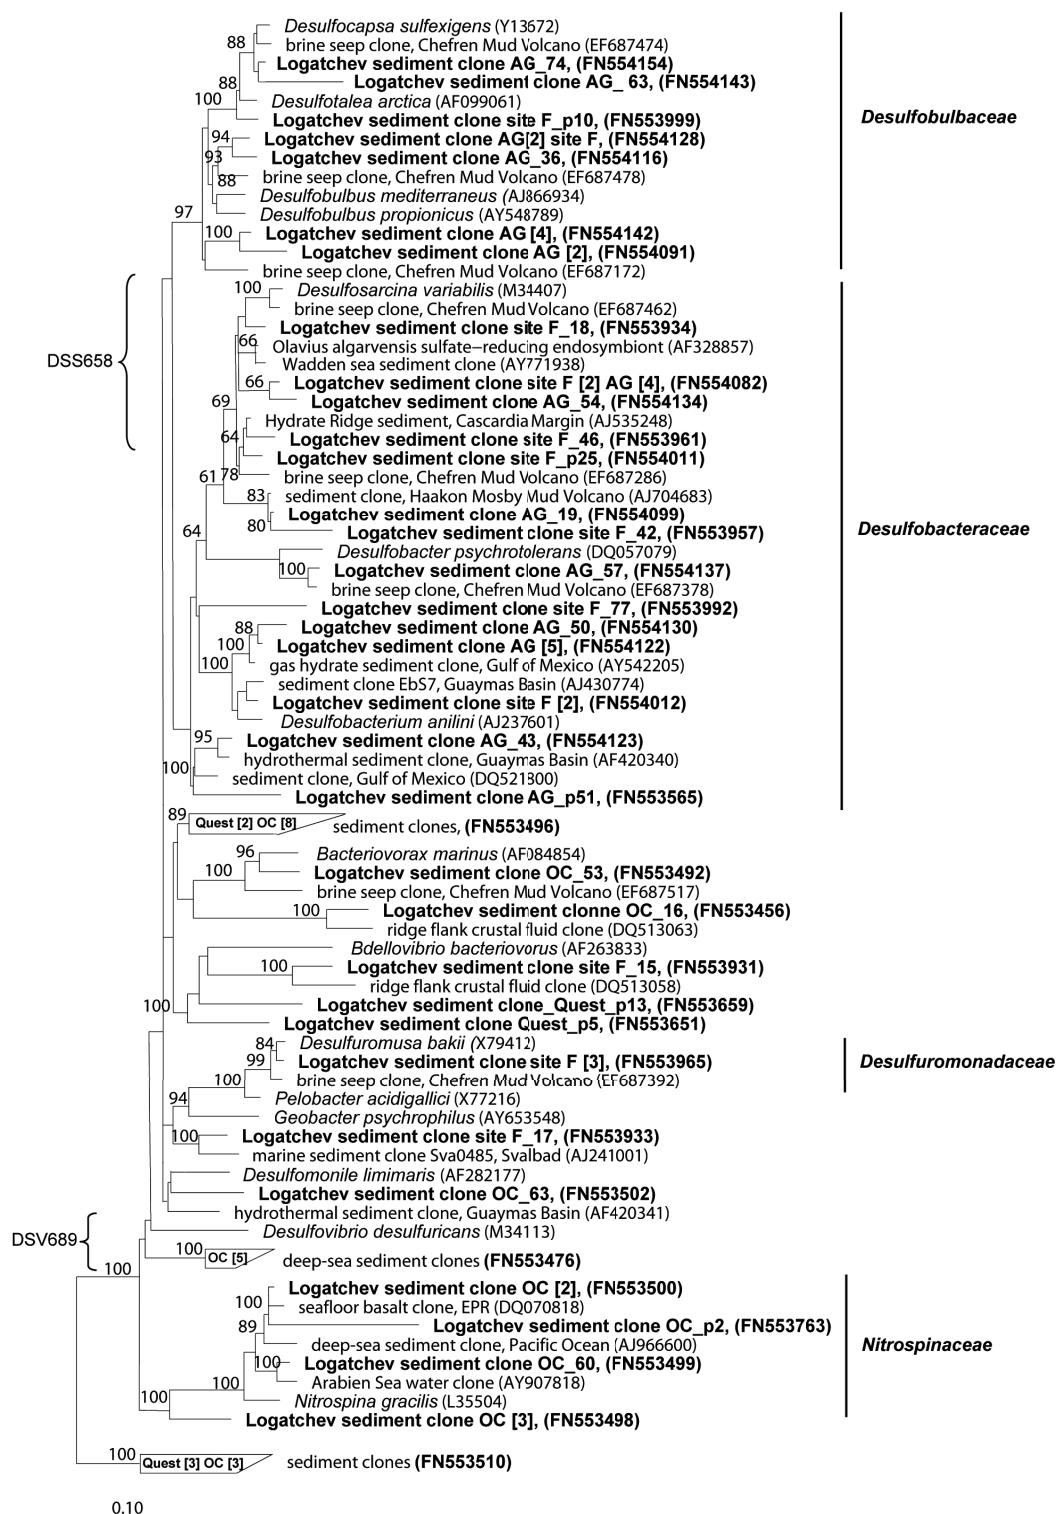 Desulfocapsa sulfexigens (Y13672)
88
brine seep clone, Chefren Mud Volcano (EF687474)
Logatchev sediment clone AG_74, (FN554154)
Logatchev sediment clone AG_ 63, (FN554143)
88
100
Desulfotalea arctica (AF099061)
Logatchev sediment clone site F_p10, (FN553999)
Desulfobulbaceae
94
Logatchev sediment clone AG[2] site F, (FN554128)
93
Logatchev sediment clone AG_36, (FN554116)
88
brine seep clone, Chefren Mud Volcano (EF687478)
Desulfobulbus mediterraneus (AJ866934)
97
Desulfobulbus propionicus (AY548789)
100
Logatchev sediment clone AG [4], (FN554142)
Logatchev sediment clone AG [2], (FN554091)
brine seep clone, Chefren Mud Volcano (EF687172)
100
Desulfosarcina variabilis (M34407)
brine seep clone, Chefren Mud Volcano (EF687462)
Logatchev sediment clone site F_18, (FN553934)
66
Olavius algarvensis sulfate–reducing endosymbiont (AF328857)
DSS658
Wadden sea sediment clone (AY771938)
66
Logatchev sediment clone site F [2] AG [4], (FN554082)
69
Logatchev sediment clone AG_54, (FN554134)
Hydrate Ridge sediment, Cascardia Margin (AJ535248)
64
Logatchev sediment clone site F_46, (FN553961)
Logatchev sediment clone site F_p25, (FN554011)
61 78
brine seep clone, Chefren Mud Volcano (EF687286)
83
sediment clone, Haakon Mosby Mud Volcano (AJ704683)
Logatchev sediment clone AG_19, (FN554099)
80
Logatchev sediment clone site F_42, (FN553957)
Desulfobacteraceae
64
Desulfobacter psychrotolerans (DQ057079)
100
Logatchev sediment clone AG_57, (FN554137)
brine seep clone, Chefren Mud Volcano (EF687378)
Logatchev sediment clone site F_77, (FN553992)
88
Logatchev sediment clone AG_50, (FN554130)
100
Logatchev sediment clone AG [5], (FN554122)
100
gas hydrate sediment clone, Gulf of Mexico (AY542205)
sediment clone EbS7, Guaymas Basin (AJ430774)
Logatchev sediment clone site F [2], (FN554012)
Desulfobacterium anilini (AJ237601)
95
Logatchev sediment clone AG_43, (FN554123)
100
hydrothermal sediment clone, Guaymas Basin (AF420340)
sediment clone, Gulf of Mexico (DQ521800)
Logatchev sediment clone AG_p51, (FN553565)
89
Quest [2] OC [8]
sediment clones, (FN553496)
96
Bacteriovorax marinus (AF084854)
100
Logatchev sediment clone OC_53, (FN553492)
brine seep clone, Chefren Mud Volcano (EF687517)
100
Logatchev sediment clonne OC_16, (FN553456)
ridge flank crustal fluid clone (DQ513063)
Bdellovibrio bacteriovorus (AF263833)
100
Logatchev sediment clone site F_15, (FN553931)
ridge flank crustal fluid clone (DQ513058)
100
Logatchev sediment clone_Quest_p13, (FN553659)
Logatchev sediment clone Quest_p5, (FN553651)
84
Desulfuromusa bakii (X79412)
99
Logatchev sediment clone site F [3], (FN553965)
Desulfuromonadaceae
100
brine seep clone, Chefren Mud Volcano (EF687392)
94
Pelobacter acidigallici (X77216)
Geobacter psychrophilus (AY653548)
100
Logatchev sediment clone site F_17, (FN553933)
marine sediment clone Sva0485, Svalbad (AJ241001)
Desulfomonile limimaris (AF282177)
Logatchev sediment clone OC_63, (FN553502)
hydrothermal sediment clone, Guaymas Basin (AF420341)
DSV689
Desulfovibrio desulfuricans (M34113)
100
OC [5]
deep-sea sediment clones (FN553476)
100
Logatchev sediment clone OC [2], (FN553500)
100
seafloor basalt clone, EPR (DQ070818)
89
Logatchev sediment clone OC_p2, (FN553763)
deep-sea sediment clone, Pacific Ocean (AJ966600)
Nitrospinaceae
100
Logatchev sediment clone OC_60, (FN553499)
100
Arabien Sea water clone (AY907818)
100
Nitrospina gracilis (L35504)
Logatchev sediment clone OC [3], (FN553498)
100
Quest [3] OC [3]
sediment clones (FN553510)
0.10